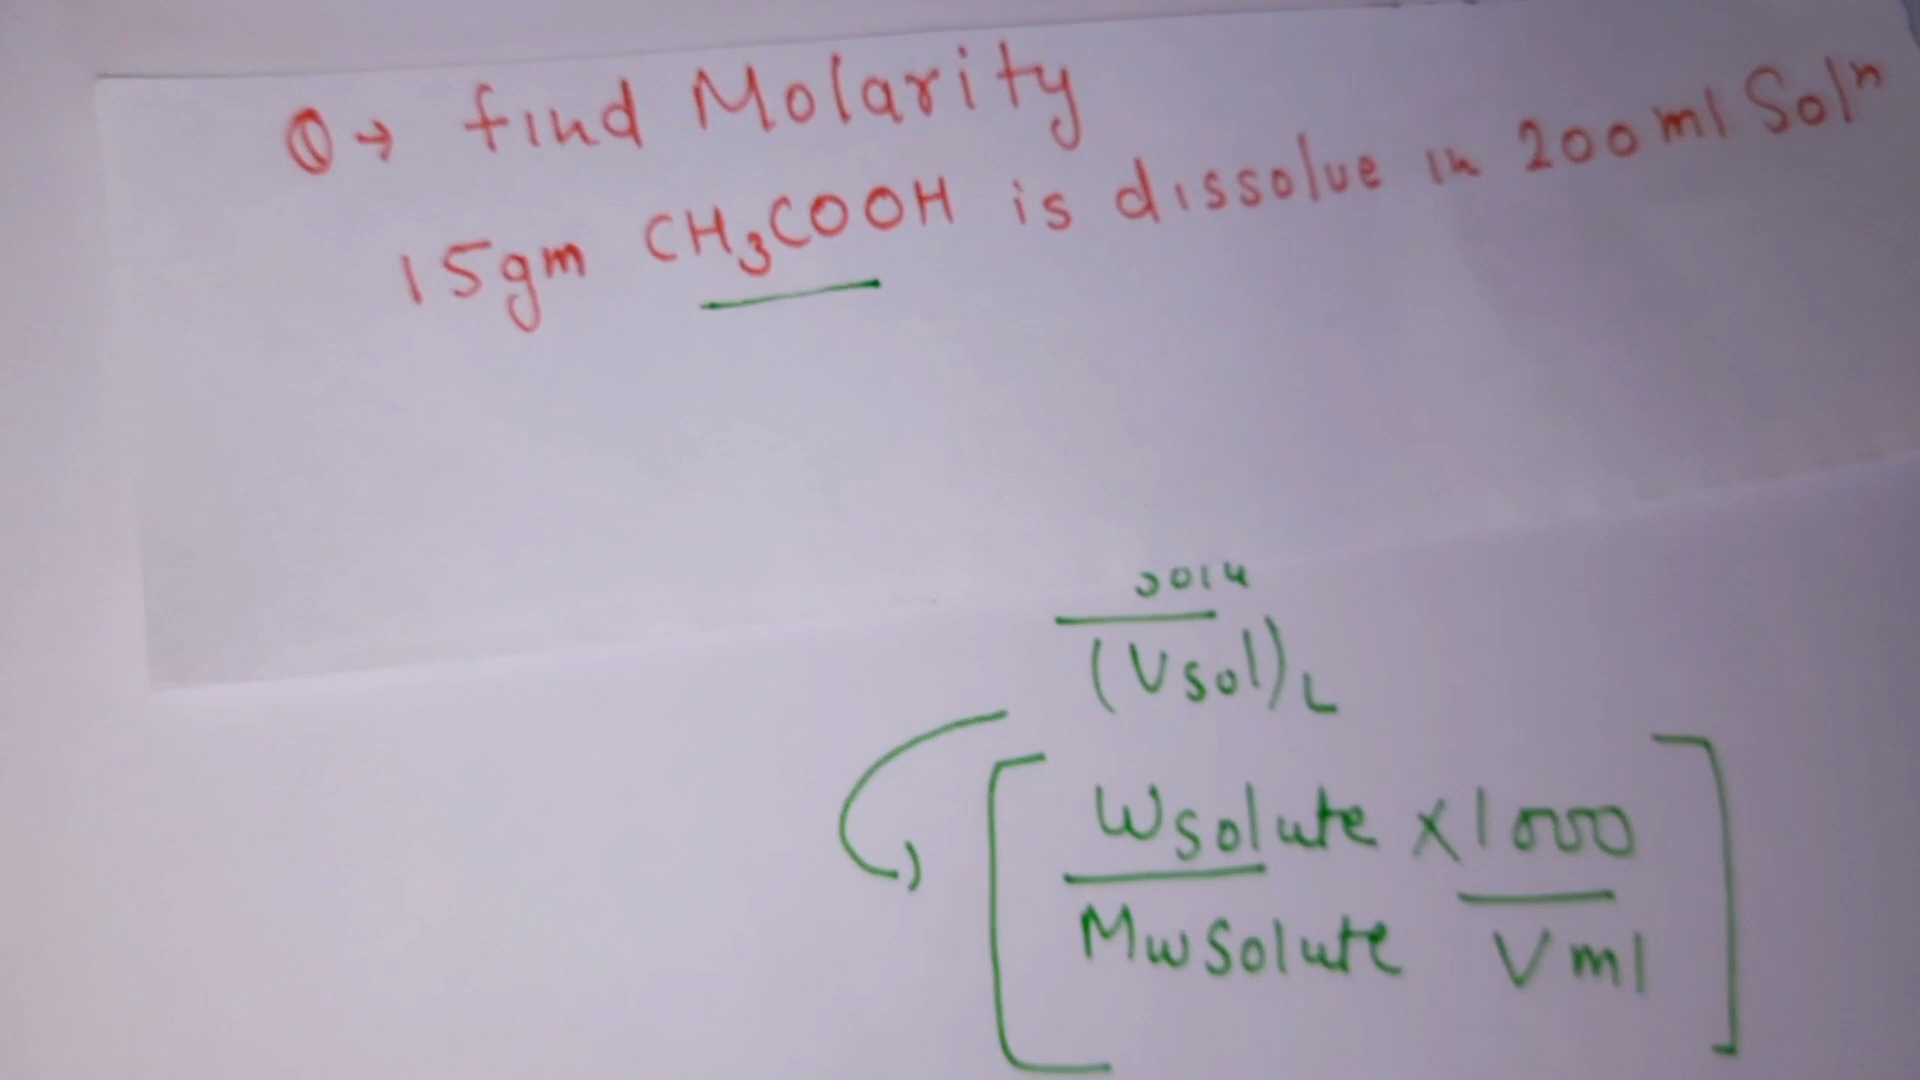 Q → find Molarity
15gm CH₃COOH is dissolve in 200ml Solⁿ
(Vsol)L
Wsolute x 1000
Mwsolute Vml